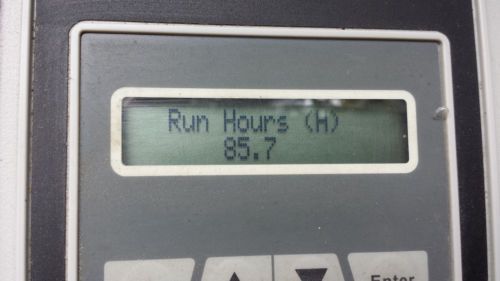 Run Hours (H)
85.7
Enter